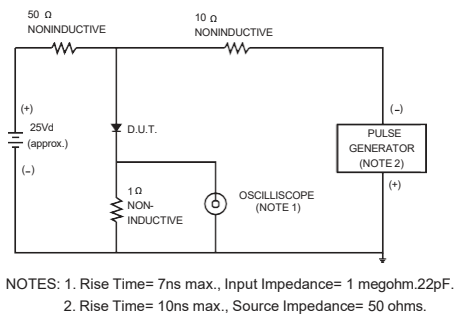 50 Ω
NONINDUCTIVE
10 Ω
NONINDUCTIVE
(+)
25Vd
(approx.)
(–)
D.U.T.
1 Ω
NON-
INDUCTIVE
OSCILLISCOPE
(NOTE 1)
(–)
PULSE
GENERATOR
(NOTE 2)
(+)
NOTES: 1. Rise Time= 7ns max., Input Impedance= 1 megohm.22pF.
2. Rise Time= 10ns max., Source Impedance= 50 ohms.